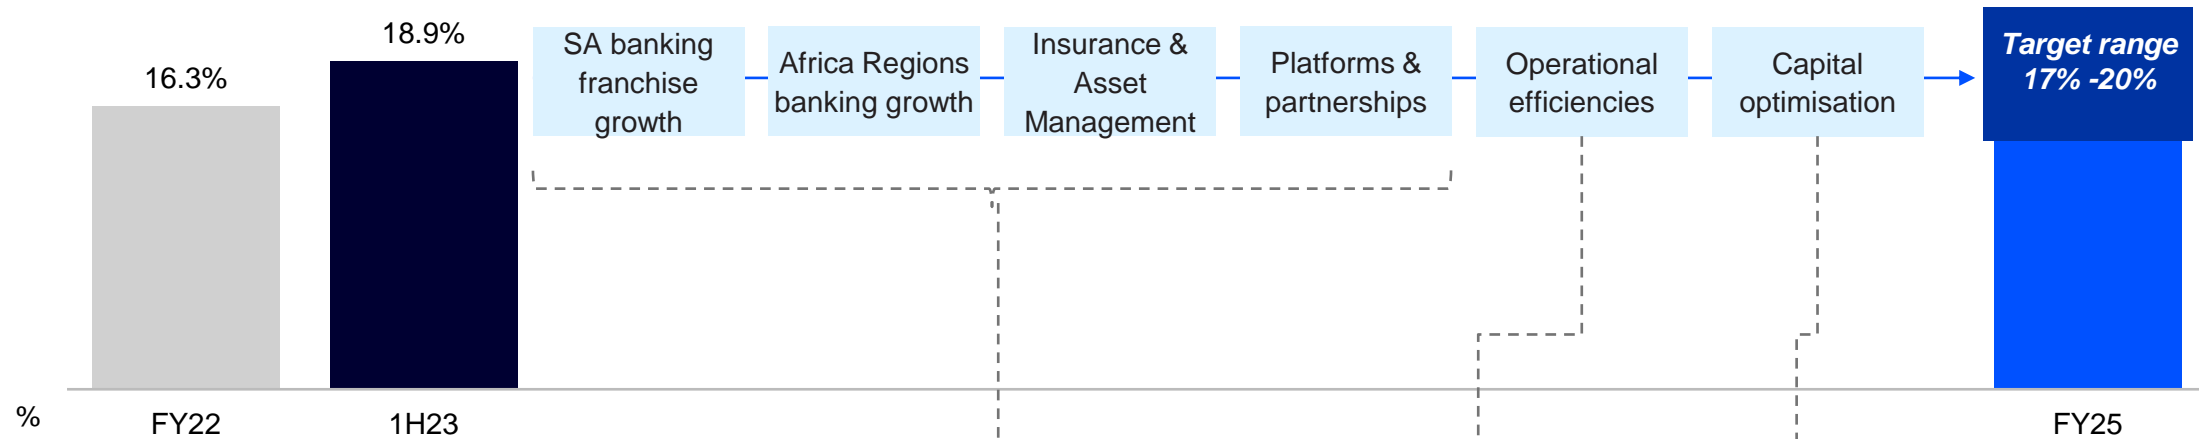 16.3%
18.9%
SA banking
franchise
growth
Africa Regions
banking growth
Insurance &
Asset
Management
Platforms &
partnerships
Operational
efficiencies
Capital
optimisation
Target range
17% -20%
%
FY22
1H23
FY25